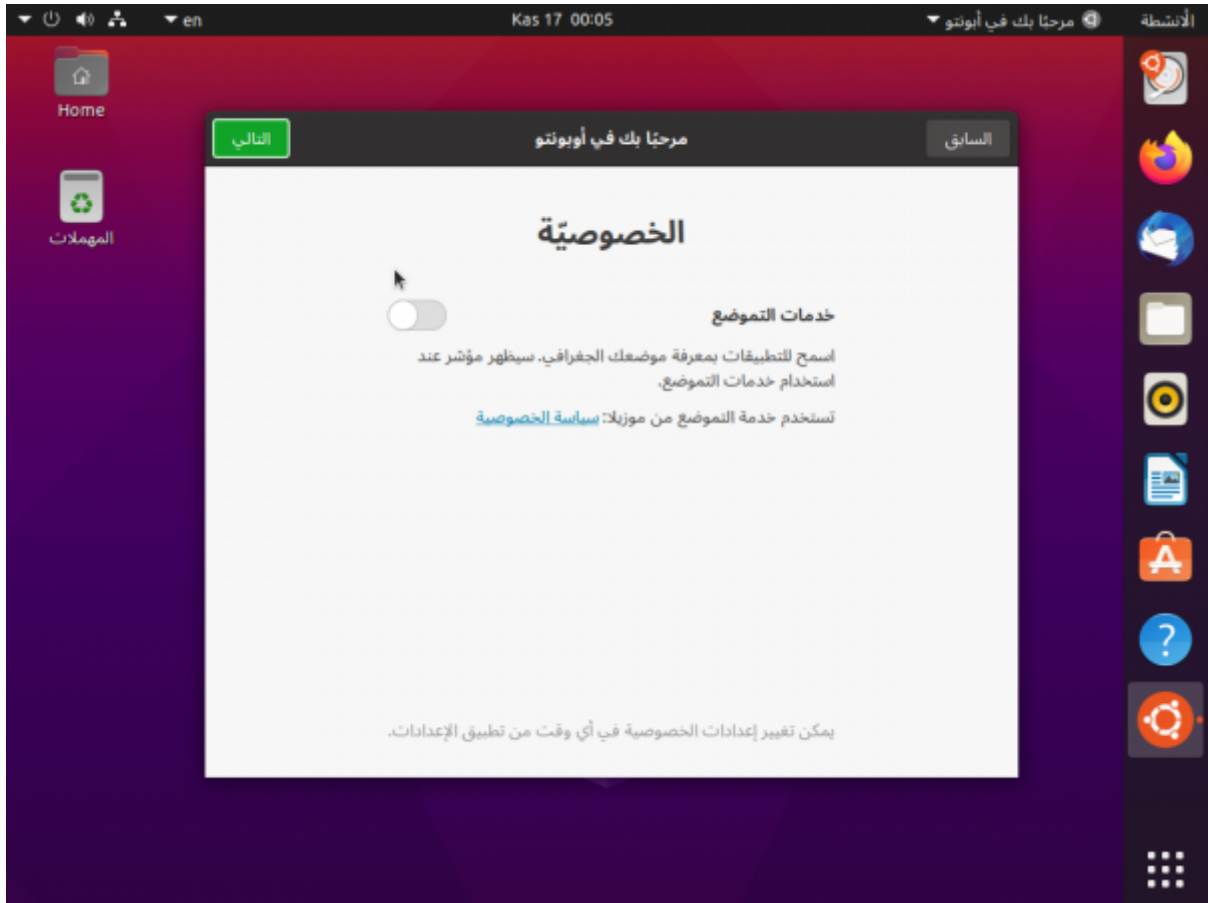 الأنشطة
مرحبًا بك في أبونتو
Kas 17 00:05
en
Home
المهملات
السابق
مرحبًا بك في أوبونتو
التالي
الخصوصيّة
خدمات التموضع
اسمح للتطبيقات بمعرفة موضعك الجغرافي. سيظهر مؤشر عند
استخدام خدمات التموضع.
تستخدم خدمة التموضع من موزيلا: سياسة الخصوصية
يمكن تغيير إعدادات الخصوصية في أي وقت من تطبيق الإعدادات.